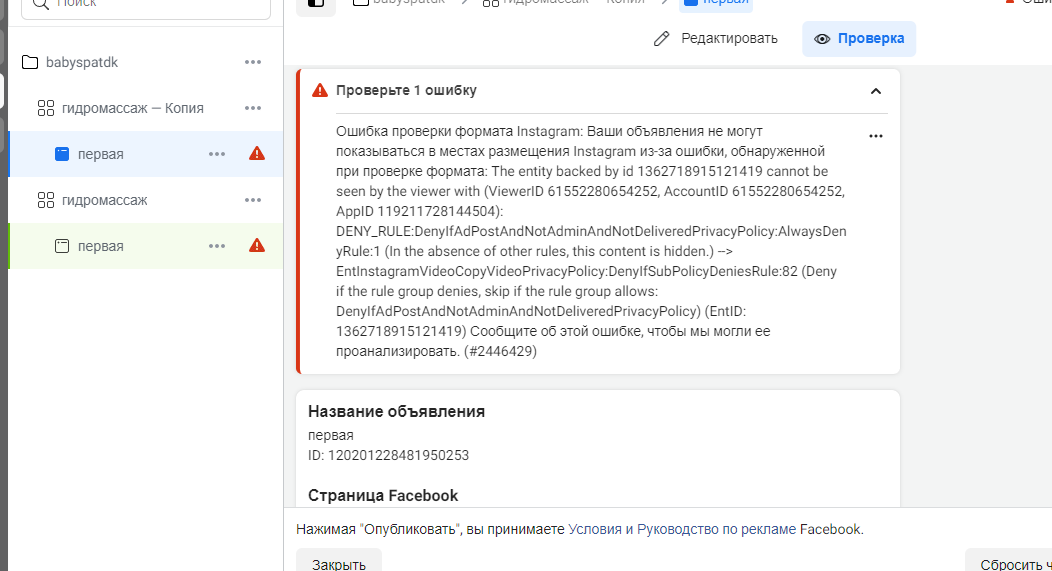 Поиск
babyspatdk
гидромассаж — Копия
первая
гидромассаж
первая
babyspatdk
гидромассаж — Копия
первая
Редактировать
Проверка
Проверьте 1 ошибку
Ошибка проверки формата Instagram: Ваши объявления не могут
показываться в местах размещения Instagram из-за ошибки, обнаруженной
при проверке формата: The entity backed by id 1362718915121419 cannot be
seen by the viewer with (ViewerID 61552280654252, AccountID 61552280654252,
AppID 119211728144504):
DENY_RULE:DenyIfAdPostAndNotAdminAndNotDeliveredPrivacyPolicy:AlwaysDen
yRule:1 (In the absence of other rules, this content is hidden.) -->
EntInstagramVideoCopyVideoPrivacyPolicy:DenyIfSubPolicyDeniesRule:82 (Deny
if the rule group denies, skip if the rule group allows:
DenyIfAdPostAndNotAdminAndNotDeliveredPrivacyPolicy) (EntID:
1362718915121419) Сообщите об этой ошибке, чтобы мы могли ее
проанализировать. (#2446429)
Название объявления
первая
ID: 120201228481950253
Страница Facebook
Нажимая "Опубликовать", вы принимаете Условия и Руководство по рекламе Facebook.
Закрыть
Сбросить